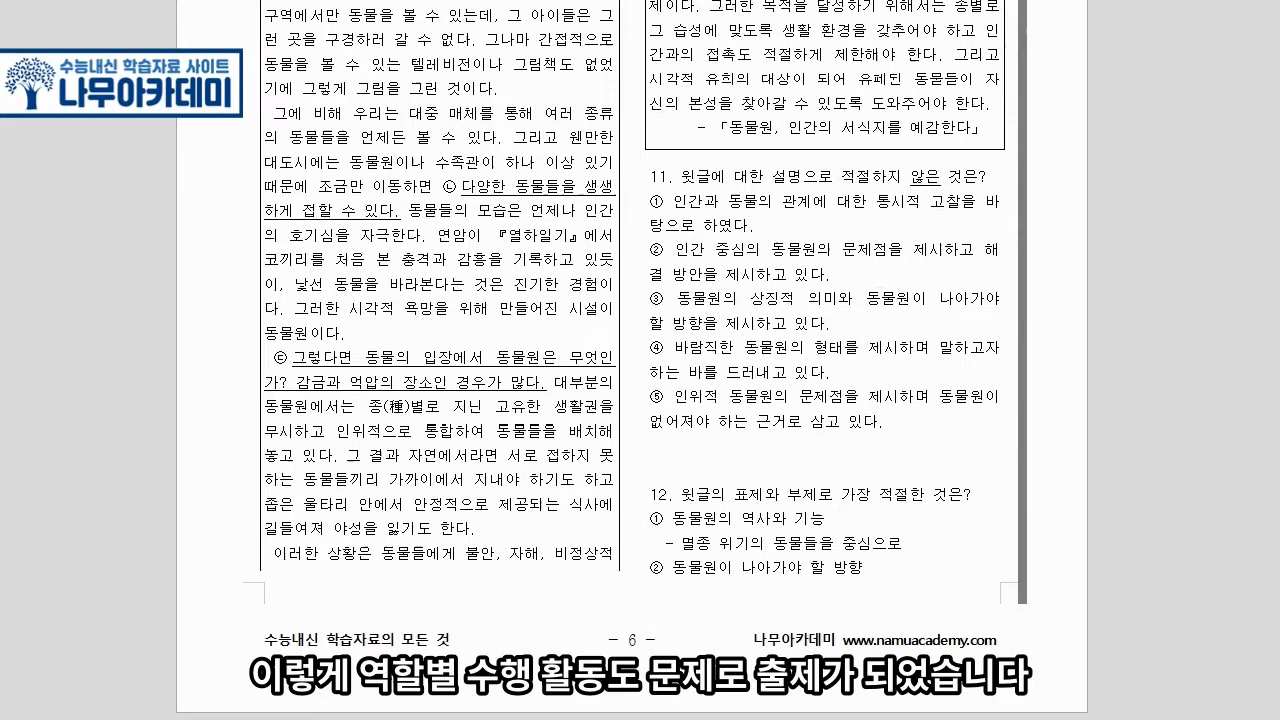 수능내신 학습자료 사이트
나무아카데미
구역에서만 동물을 볼 수 있는데, 그 아이들은 그
런 곳을 구경하러 갈 수 없다. 그나마 간접적으로
동물을 볼 수 있는 텔레비전이나 그림책도 없었
기에 그렇게 그림을 그린 것이다.
그에 비해 우리는 대중 매체를 통해 여러 종류
의 동물들을 언제든 볼 수 있다. 그리고 웬만한
대도시에는 동물원이나 수족관이 하나 이상 있기
때문에 조금만 이동하면 ㉡다양한 동물들을 생생
하게 접할 수 있다. 동물들의 모습은 언제나 인간
의 호기심을 자극한다. 연암이 『열하일기』에서
코끼리를 처음 본 충격과 감흥을 기록하고 있듯
이, 낯선 동물을 바라본다는 것은 진기한 경험이
다. 그러한 시각적 욕망을 위해 만들어진 시설이
동물원이다.
㉢그렇다면 동물의 입장에서 동물원은 무엇인
가? 감금과 억압의 장소인 경우가 많다. 대부분의
동물원에서는 종(種)별로 지닌 고유한 생활권을
무시하고 인위적으로 통합하여 동물들을 배치해
놓고 있다. 그 결과 자연에서라면 서로 접하지 못
하는 동물들끼리 가까이에서 지내야 하기도 하고
좁은 울타리 안에서 안정적으로 제공되는 식사에
길들여져 야성을 잃기도 한다.
이러한 상황은 동물들에게 불안, 자해, 비정상적
제이다. 그러한 목적을 달성하기 위해서는 종별로
그 습성에 맞도록 생활 환경을 갖추어야 하고 인
간과의 접촉도 적절하게 제한해야 한다. 그리고
시각적 유희의 대상이 되어 유폐된 동물들이 자
신의 본성을 찾아갈 수 있도록 도와주어야 한다.
- 「동물원, 인간의 서식지를 예감한다」
11. 윗글에 대한 설명으로 적절하지 않은 것은?
① 인간과 동물의 관계에 대한 통시적 고찰을 바
탕으로 하였다.
② 인간 중심의 동물원의 문제점을 제시하고 해
결 방안을 제시하고 있다.
③ 동물원의 상징적 의미와 동물원이 나아가야
할 방향을 제시하고 있다.
④ 바람직한 동물원의 형태를 제시하며 말하고자
하는 바를 드러내고 있다.
⑤ 인위적 동물원의 문제점을 제시하며 동물원이
없어져야 하는 근거로 삼고 있다.
12. 윗글의 표제와 부제로 가장 적절한 것은?
① 동물원의 역사와 기능
- 멸종 위기의 동물들을 중심으로
② 동물원이 나아가야 할 방향
수능내신 학습자료의 모든 것
- 6 -
나무아카데미 www.namuacademy.com
이렇게 역할별 수행 활동도 문제로 출제가 되었습니다